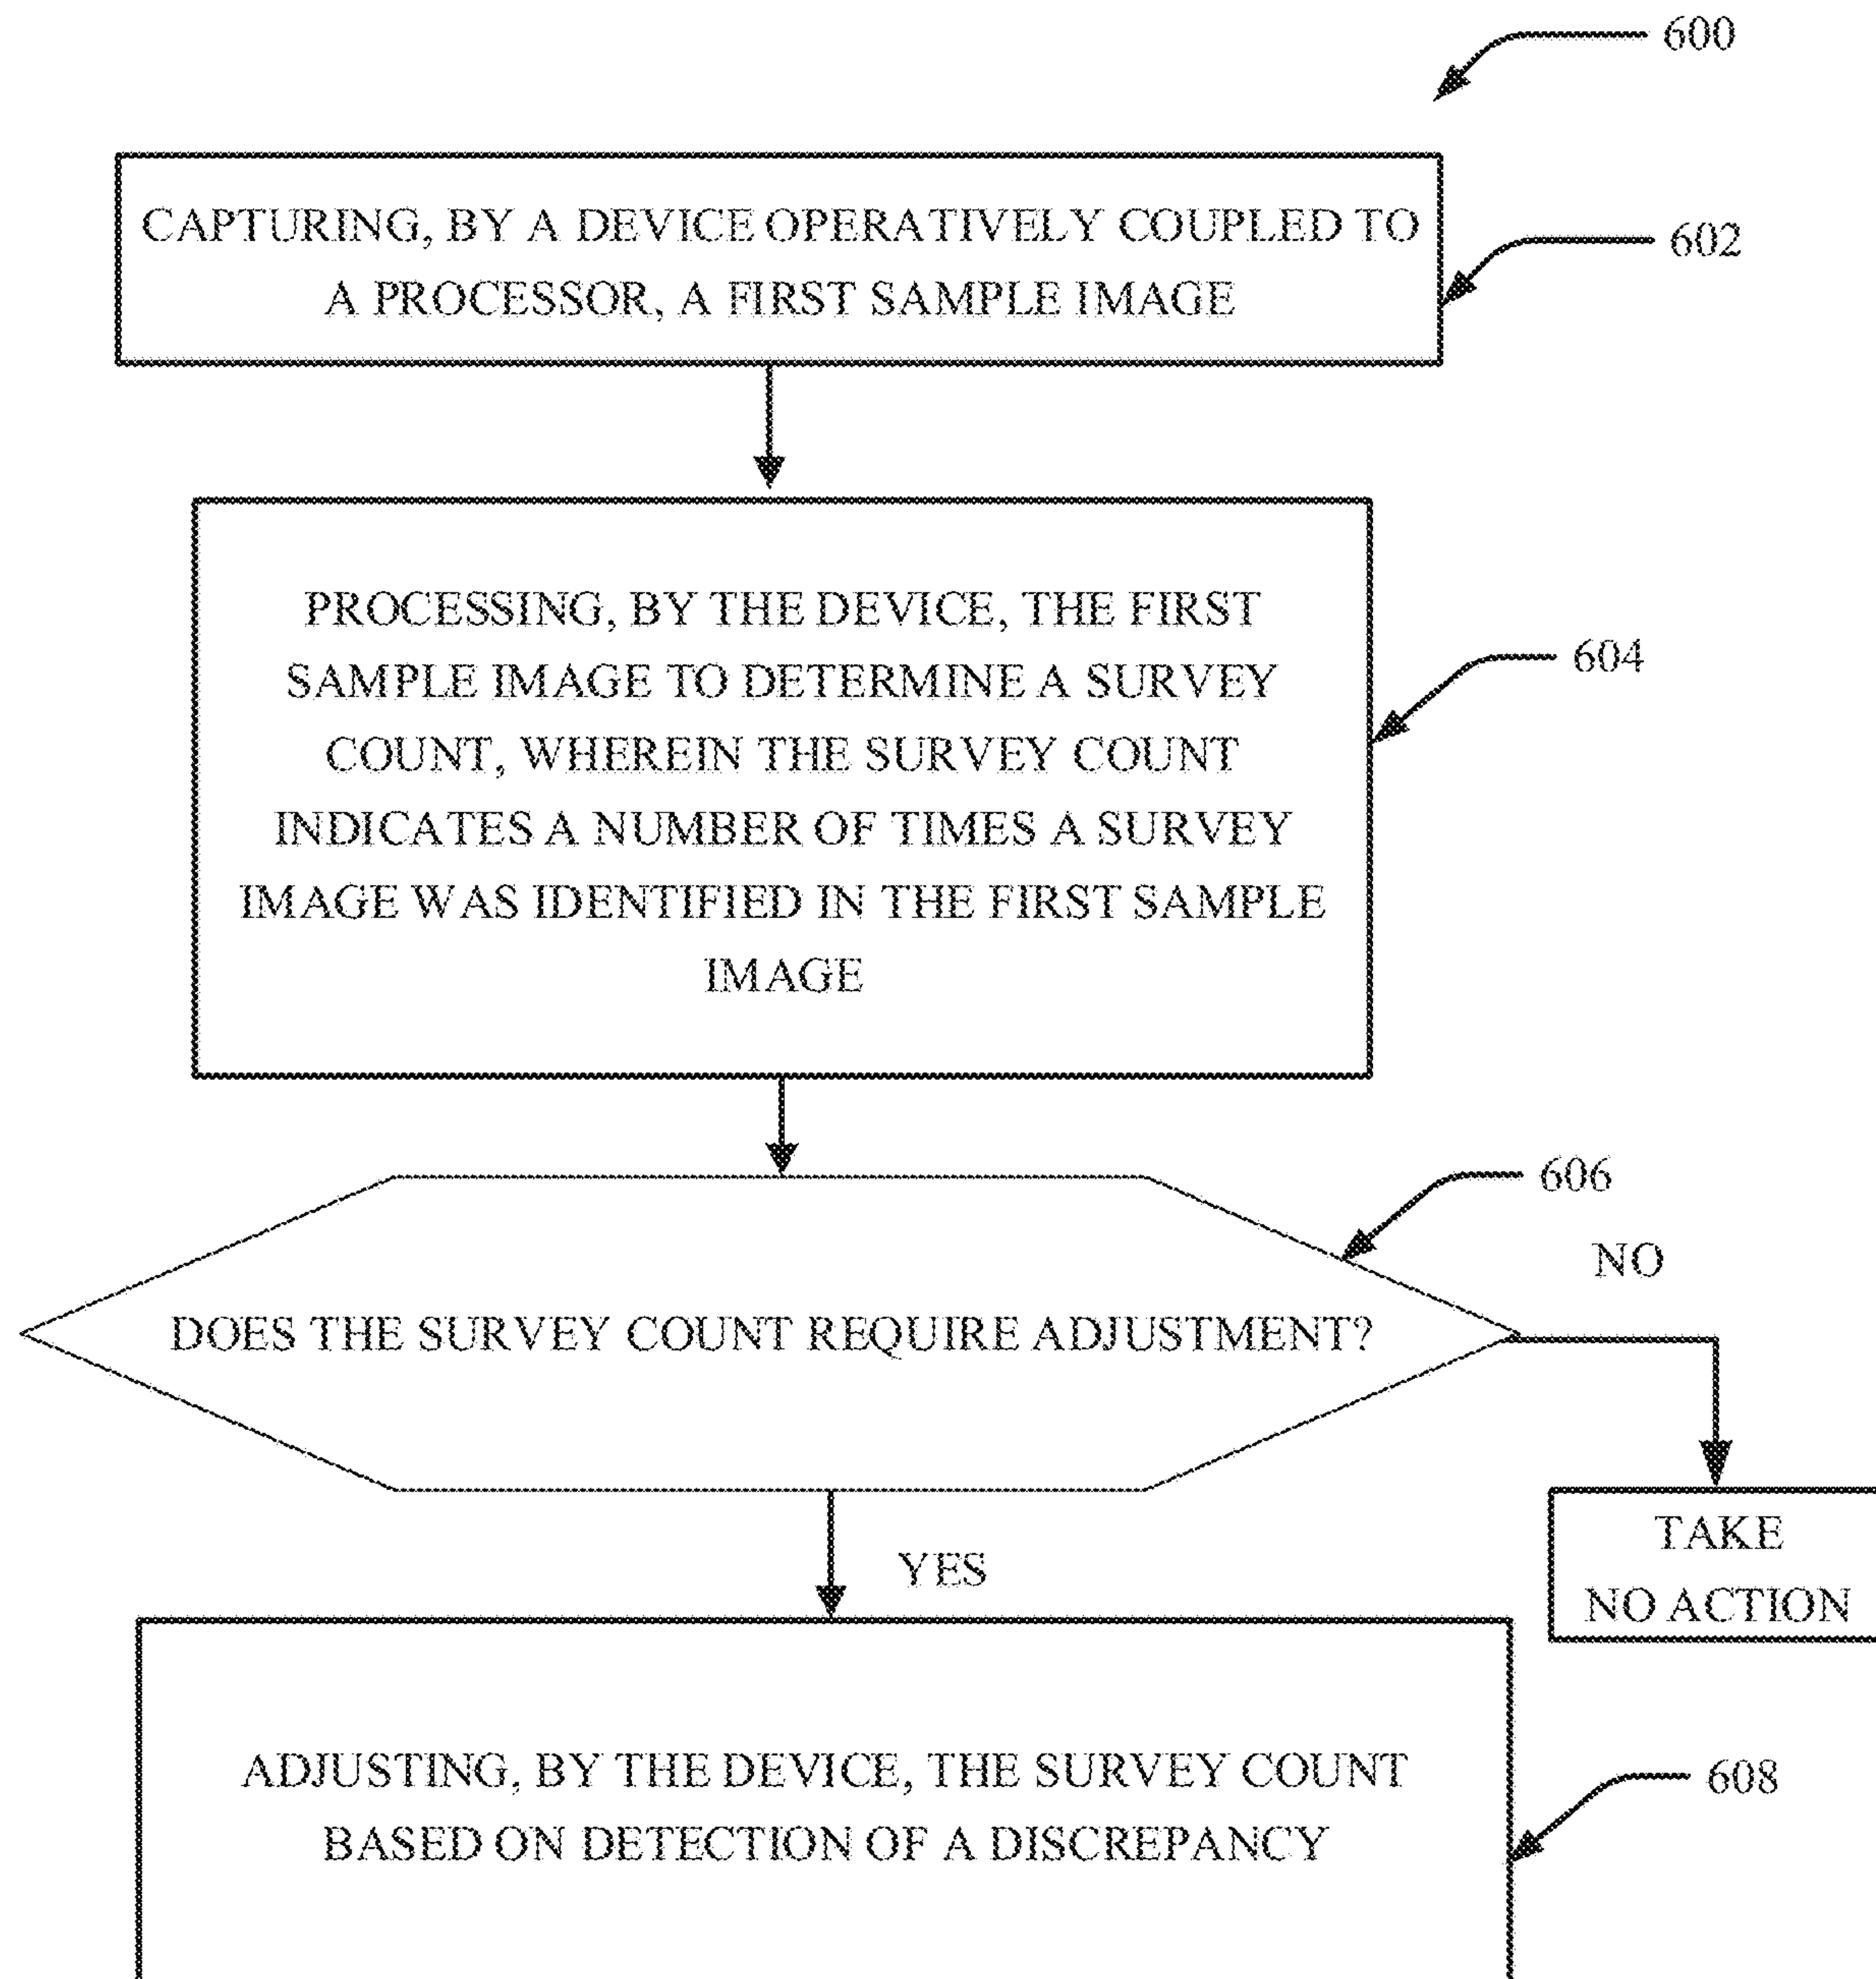 600
CAPTURING, BY A DEVICE OPERATIVELY COUPLED TO
A PROCESSOR, A FIRST SAMPLE IMAGE
602
PROCESSING, BY THE DEVICE, THE FIRST
SAMPLE IMAGE TO DETERMINE A SURVEY
COUNT, WHEREIN THE SURVEY COUNT
INDICATES A NUMBER OF TIMES A SURVEY
IMAGE WAS IDENTIFIED IN THE FIRST SAMPLE
IMAGE
604
606
NO
DOES THE SURVEY COUNT REQUIRE ADJUSTMENT?
TAKE
NO ACTION
YES
ADJUSTING, BY THE DEVICE, THE SURVEY COUNT
BASED ON DETECTION OF A DISCREPANCY
608